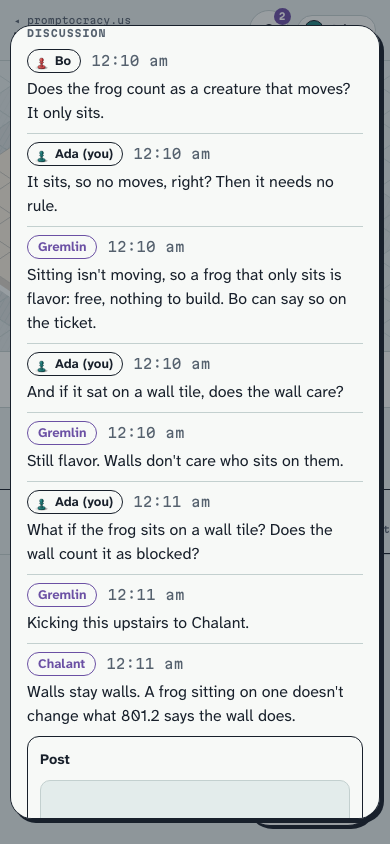 promptocracy.us
2
DISCUSSION
Bo 12:10 am
Does the frog count as a creature that moves?
It only sits.
Ada (you) 12:10 am
It sits, so no moves, right? Then it needs no
rule.
Gremlin 12:10 am
Sitting isn't moving, so a frog that only sits is
flavor: free, nothing to build. Bo can say so on
the ticket.
Ada (you) 12:10 am
And if it sat on a wall tile, does the wall care?
Gremlin 12:10 am
Still flavor. Walls don't care who sits on them.
Ada (you) 12:11 am
What if the frog sits on a wall tile? Does the
wall count it as blocked?
Gremlin 12:11 am
Kicking this upstairs to Chalant.
Chalant 12:11 am
Walls stay walls. A frog sitting on one doesn't
change what 801.2 says the wall does.
Post